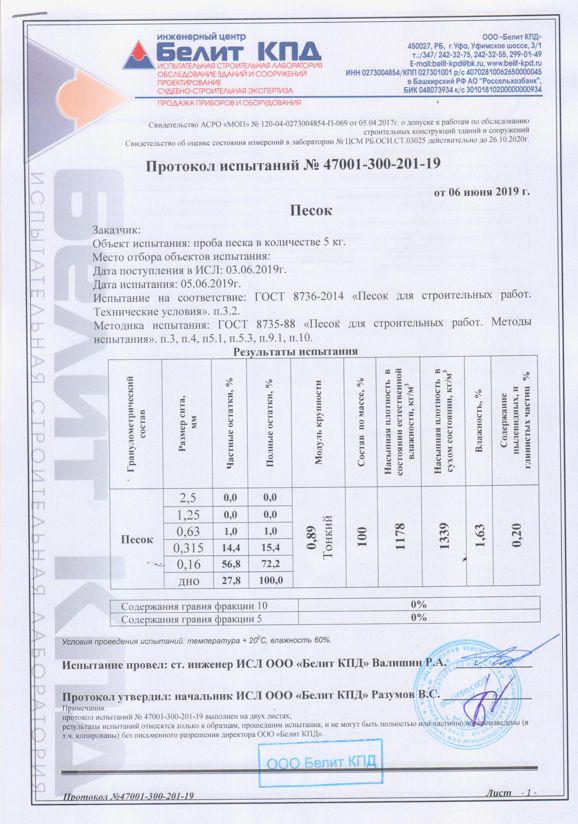 инженерный центр
Белит КПД
ИСПЫТАТЕЛЬНАЯ СТРОИТЕЛЬНАЯ ЛАБОРАТОРИЯ
ОБСЛЕДОВАНИЕ ЗДАНИЙ И СООРУЖЕНИЙ
ПРОЕКТИРОВАНИЕ
СУДЕБНО-СТРОИТЕЛЬНАЯ ЭКСПЕРТИЗА
ПРОДАЖА ПРИБОРОВ И ОБОРУДОВАНИЯ
ООО «Белит КПД»
450027, РБ, г.Уфа, Уфимское шоссе, 3/1
т.:/347/ 242-32-75, 242-32-55, 299-01-49
E-mail:belit-kpd@bk.ru, www.belit-kpd.ru
ИНН 0273004854/КПП 027301001 р/с 40702810062650000045
в Башкирский РФ АО "Россельхозбанк",
БИК 048073934 к/с 30101810200000000934
Свидетельство АСРО «МОП» № 120-04-0273004854-П-069 от 05.04.2017г. о допуске к работам по обследованию
строительных конструкций зданий и сооружений
Свидетельство об оценке состояния измерений в лаборатории № ЦСМ РБ.ОСИ.СТ.03025 действительно до 26.10.2020г.
Протокол испытаний № 47001-300-201-19
от 06 июня 2019 г.
Песок
Заказчик:
Объект испытания: проба песка в количестве 5 кг.
Место отбора объектов испытания:
Дата поступления в ИСЛ: 03.06.2019г.
Дата испытания: 05.06.2019г.
Испытание на соответствие: ГОСТ 8736-2014 «Песок для строительных работ.
Технические условия». п.3.2.
Методика испытания: ГОСТ 8735-88 «Песок для строительных работ. Методы
испытания». п.3, п.4, п5.1, п.5.3, п.9.1, п.10.
Результаты испытания
Гранулометрический состав
Размер сита, мм
Частные остатки, %
Полные остатки, %
Модуль крупности
Состав по массе, %
Насыпная плотность в состоянии естественной влажности, кг/м³
Насыпная плотность в сухом состоянии, кг/м³
Влажность, %
Содержание пылевидных, и глинистых частиц %
Песок
2,5 0,0 0,0
1,25 0,0 0,0
0,63 1,0 1,0
0,315 14,4 15,4
0,16 56,8 72,2
дно 27,8 100,0
0,89 Тонкий
100
1178
1339
1,63
0,20
Содержания гравия фракции 10 0%
Содержания гравия фракции 5 0%
Условия проведения испытаний: температура + 20⁰С, влажность 60%.
Испытание провел: ст. инженер ИСЛ ООО «Белит КПД» Валишин Р.А.
Протокол утвердил: начальник ИСЛ ООО «Белит КПД» Разумов В.С.
Примечания:
протокол испытаний № 47001-300-201-19 выполнен на двух листах;
результаты испытаний относятся только к образцам, прошедшим испытания, и не могут быть полностью или частично воспроизведены (в
т.ч. копированы) без письменного разрешения директора ООО «Белит КПД».
ООО Белит КПД
Протокол №47001-300-201-19
Лист - 1 -
БЕЛИТ КПД
ИСПЫТАТЕЛЬНАЯ СТРОИТЕЛЬНАЯ ЛАБОРАТОРИЯ